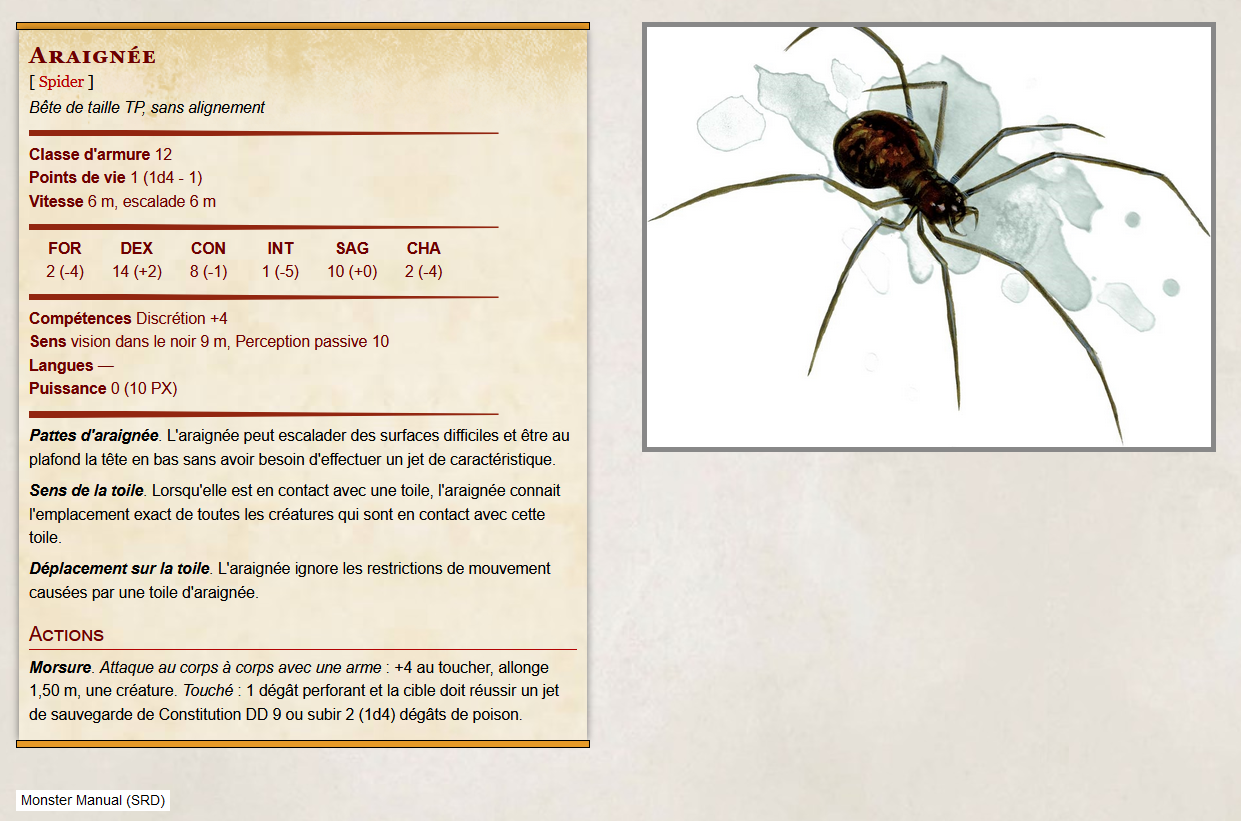 Araignée
[ Spider ]
Bête de taille TP, sans alignement
Classe d'armure 12
Points de vie 1 (1d4 - 1)
Vitesse 6 m, escalade 6 m
FOR DEX CON INT SAG CHA
2 (-4) 14 (+2) 8 (-1) 1 (-5) 10 (+0) 2 (-4)
Compétences Discrétion +4
Sens vision dans le noir 9 m, Perception passive 10
Langues —
Puissance 0 (10 PX)
Pattes d'araignée. L'araignée peut escalader des surfaces difficiles et être au
plafond la tête en bas sans avoir besoin d'effectuer un jet de caractéristique.
Sens de la toile. Lorsqu'elle est en contact avec une toile, l'araignée connait
l'emplacement exact de toutes les créatures qui sont en contact avec cette
toile.
Déplacement sur la toile. L'araignée ignore les restrictions de mouvement
causées par une toile d'araignée.
Actions
Morsure. Attaque au corps à corps avec une arme : +4 au toucher, allonge
1,50 m, une créature. Touché : 1 dégât perforant et la cible doit réussir un jet
de sauvegarde de Constitution DD 9 ou subir 2 (1d4) dégâts de poison.
Monster Manual (SRD)